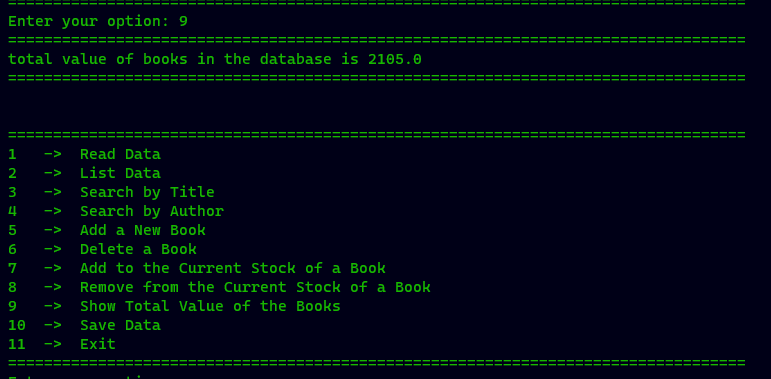 ==================================================================================
Enter your option: 9
==================================================================================
total value of books in the database is 2105.0
==================================================================================
==================================================================================
1   ->  Read Data
2   ->  List Data
3   ->  Search by Title
4   ->  Search by Author
5   ->  Add a New Book
6   ->  Delete a Book
7   ->  Add to the Current Stock of a Book
8   ->  Remove from the Current Stock of a Book
9   ->  Show Total Value of the Books
10  ->  Save Data
11  ->  Exit
==================================================================================